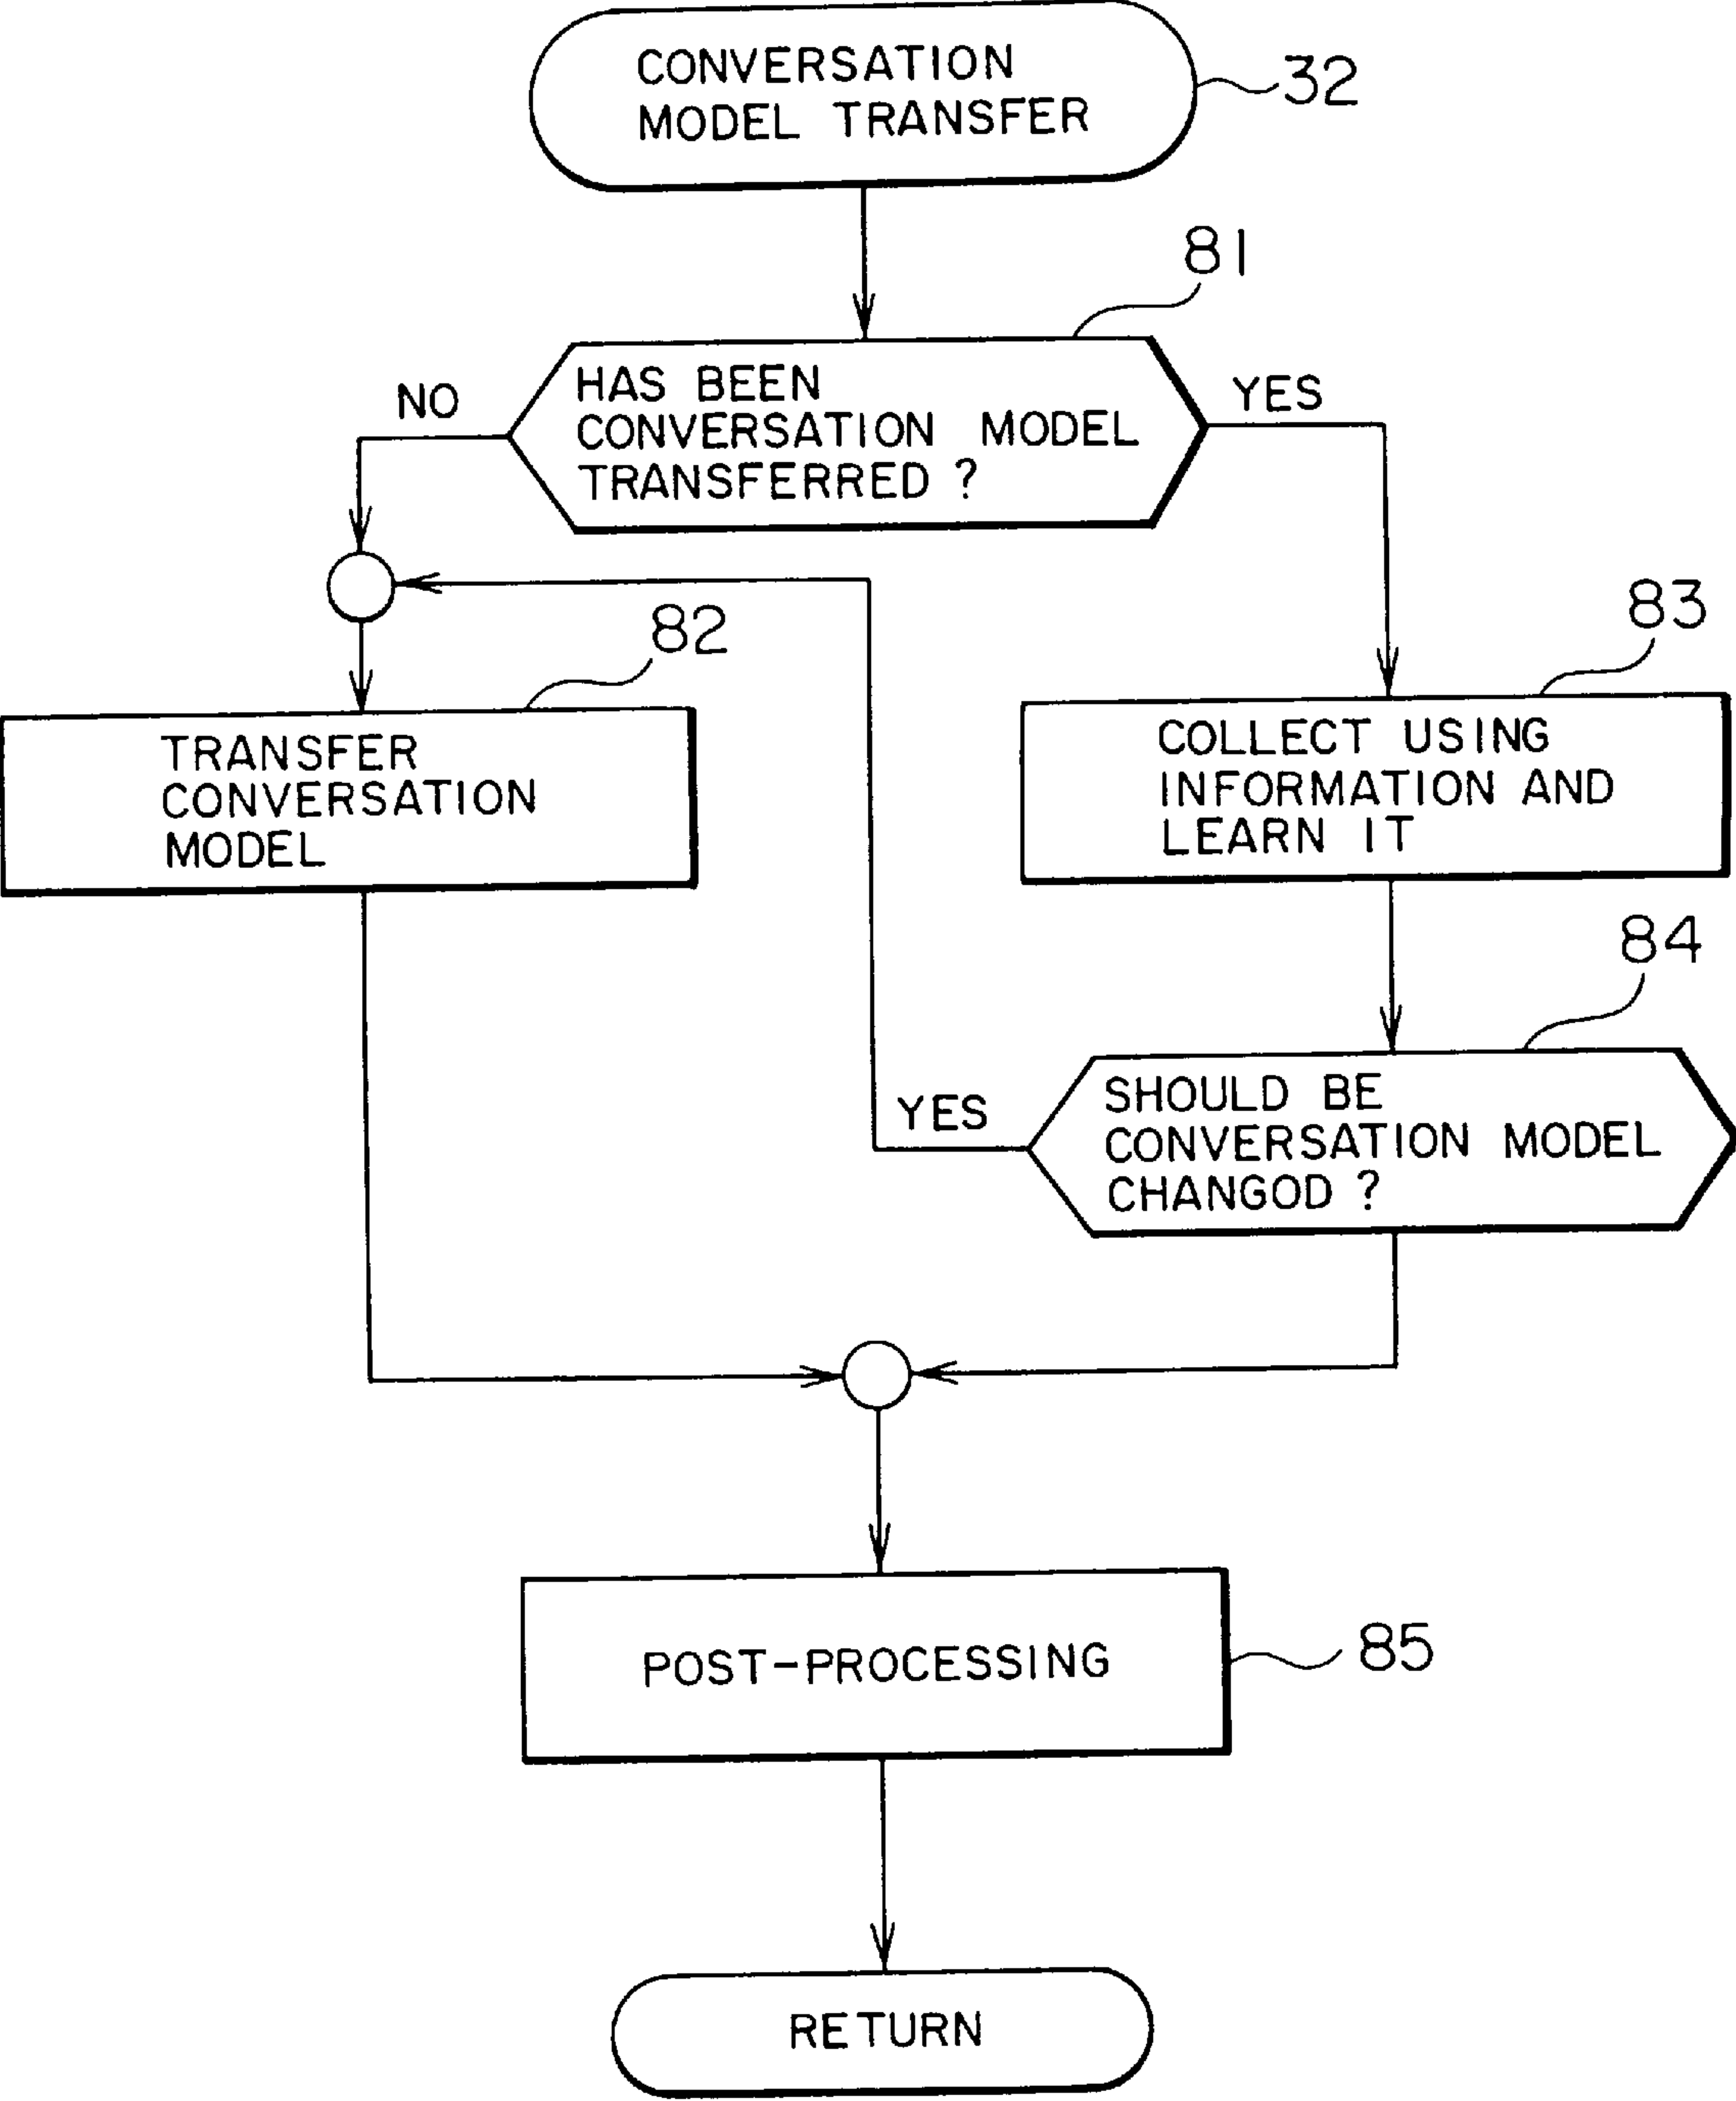 CONVERSATION
MODEL TRANSFER
32
81
HAS BEEN
CONVERSATION MODEL
TRANSFERRED ?
NO
YES
82
83
TRANSFER
CONVERSATION
MODEL
COLLECT USING
INFORMATION AND
LEARN IT
84
SHOULD BE
CONVERSATION MODEL
CHANGOD ?
YES
POST-PROCESSING
85
RETURN